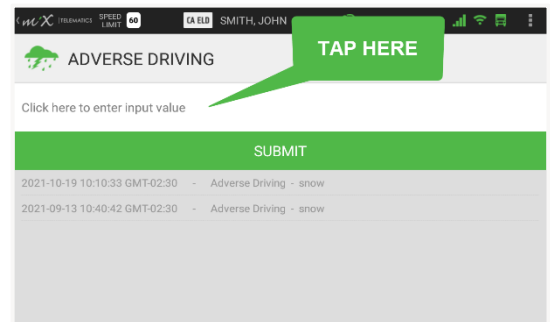 miX TELEMATICS SPEED LIMIT 60 CA ELD SMITH, JOHN
TAP HERE
ADVERSE DRIVING
Click here to enter input value
SUBMIT
2021-10-19 10:10:33 GMT-02:30 - Adverse Driving - snow
2021-09-13 10:40:42 GMT-02:30 - Adverse Driving - snow